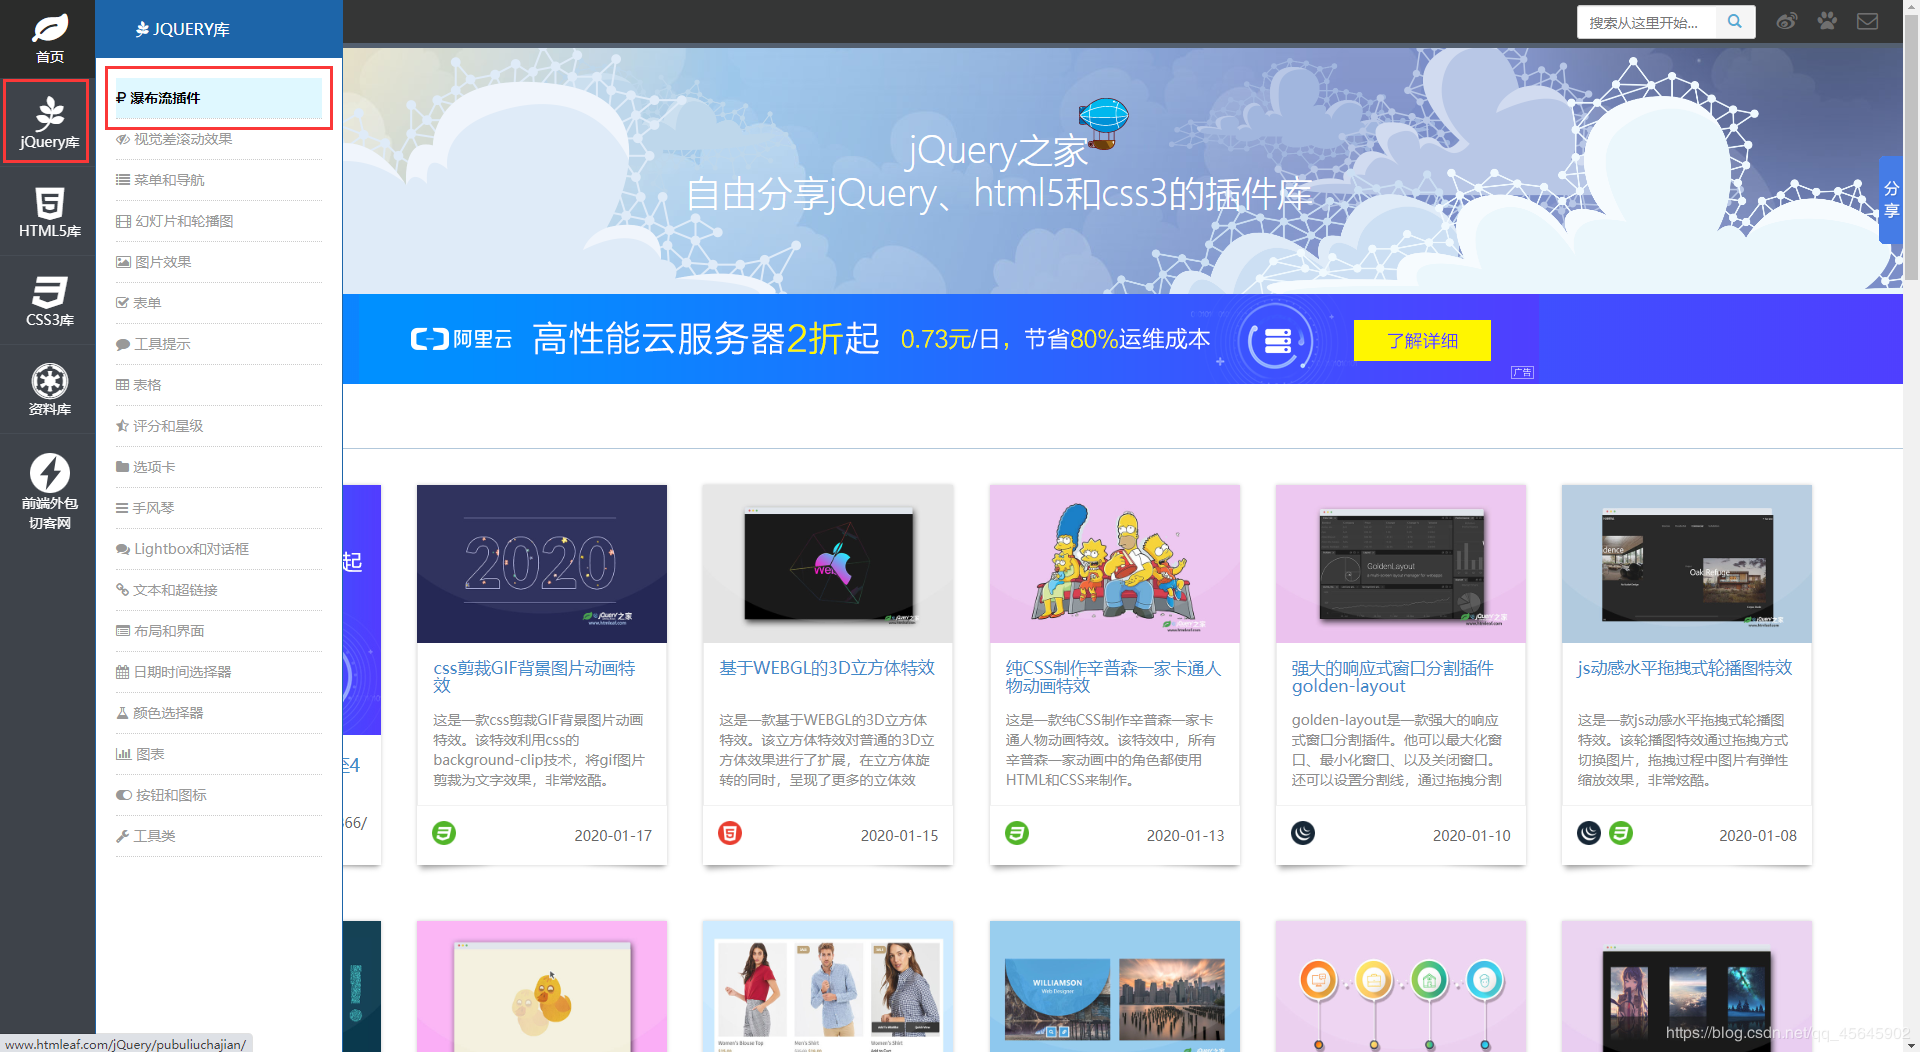 首页
jQuery库
HTML5库
CSS3库
资料库
前端外包
切客网
JQUERY库
瀑布流插件
视觉差滚动效果
菜单和导航
幻灯片和轮播图
图片效果
表单
工具提示
表格
评分和星级
选项卡
手风琴
Lightbox和对话框
文本和超链接
布局和界面
日期时间选择器
颜色选择器
图表
按钮和图标
工具类
搜索从这里开始...
jQuery之家
自由分享jQuery、html5和css3的插件库
分
享
阿里云 高性能云服务器2折起 0.73元/日，节省80%运维成本 了解详细
广告
起
至4
66/
2020
css剪裁GIF背景图片动画特
效
这是一款css剪裁GIF背景图片动画
特效。该特效利用css的
background-clip技术，将gif图片
剪裁为文字效果，非常炫酷。
2020-01-17
基于WEBGL的3D立方体特效
这是一款基于WEBGL的3D立方体
特效。该立方体特效对普通的3D立
方体效果进行了扩展，在立方体旋
转的同时，呈现了更多的立体效
2020-01-15
纯CSS制作辛普森一家卡通人
物动画特效
这是一款纯CSS制作辛普森一家卡
通人物动画特效。该特效中，所有
辛普森一家动画中的角色都使用
HTML和CSS来制作。
2020-01-13
GoldenLayout
强大的响应式窗口分割插件
golden-layout
golden-layout是一款强大的响应
式窗口分割插件。他可以最大化窗
口、最小化窗口、以及关闭窗口。
还可以设置分割线，通过拖拽分割
2020-01-10
Oak Refuge
js动感水平拖拽式轮播图特效
这是一款js动感水平拖拽式轮播图
特效。该轮播图特效通过拖拽方式
切换图片，拖拽过程中图片有弹性
缩放效果，非常炫酷。
2020-01-08
WILLIAMSON
Web Designer
www.htmleaf.com/jQuery/pubuliuchajian/
https://blog.csdn.net/qq_45645902